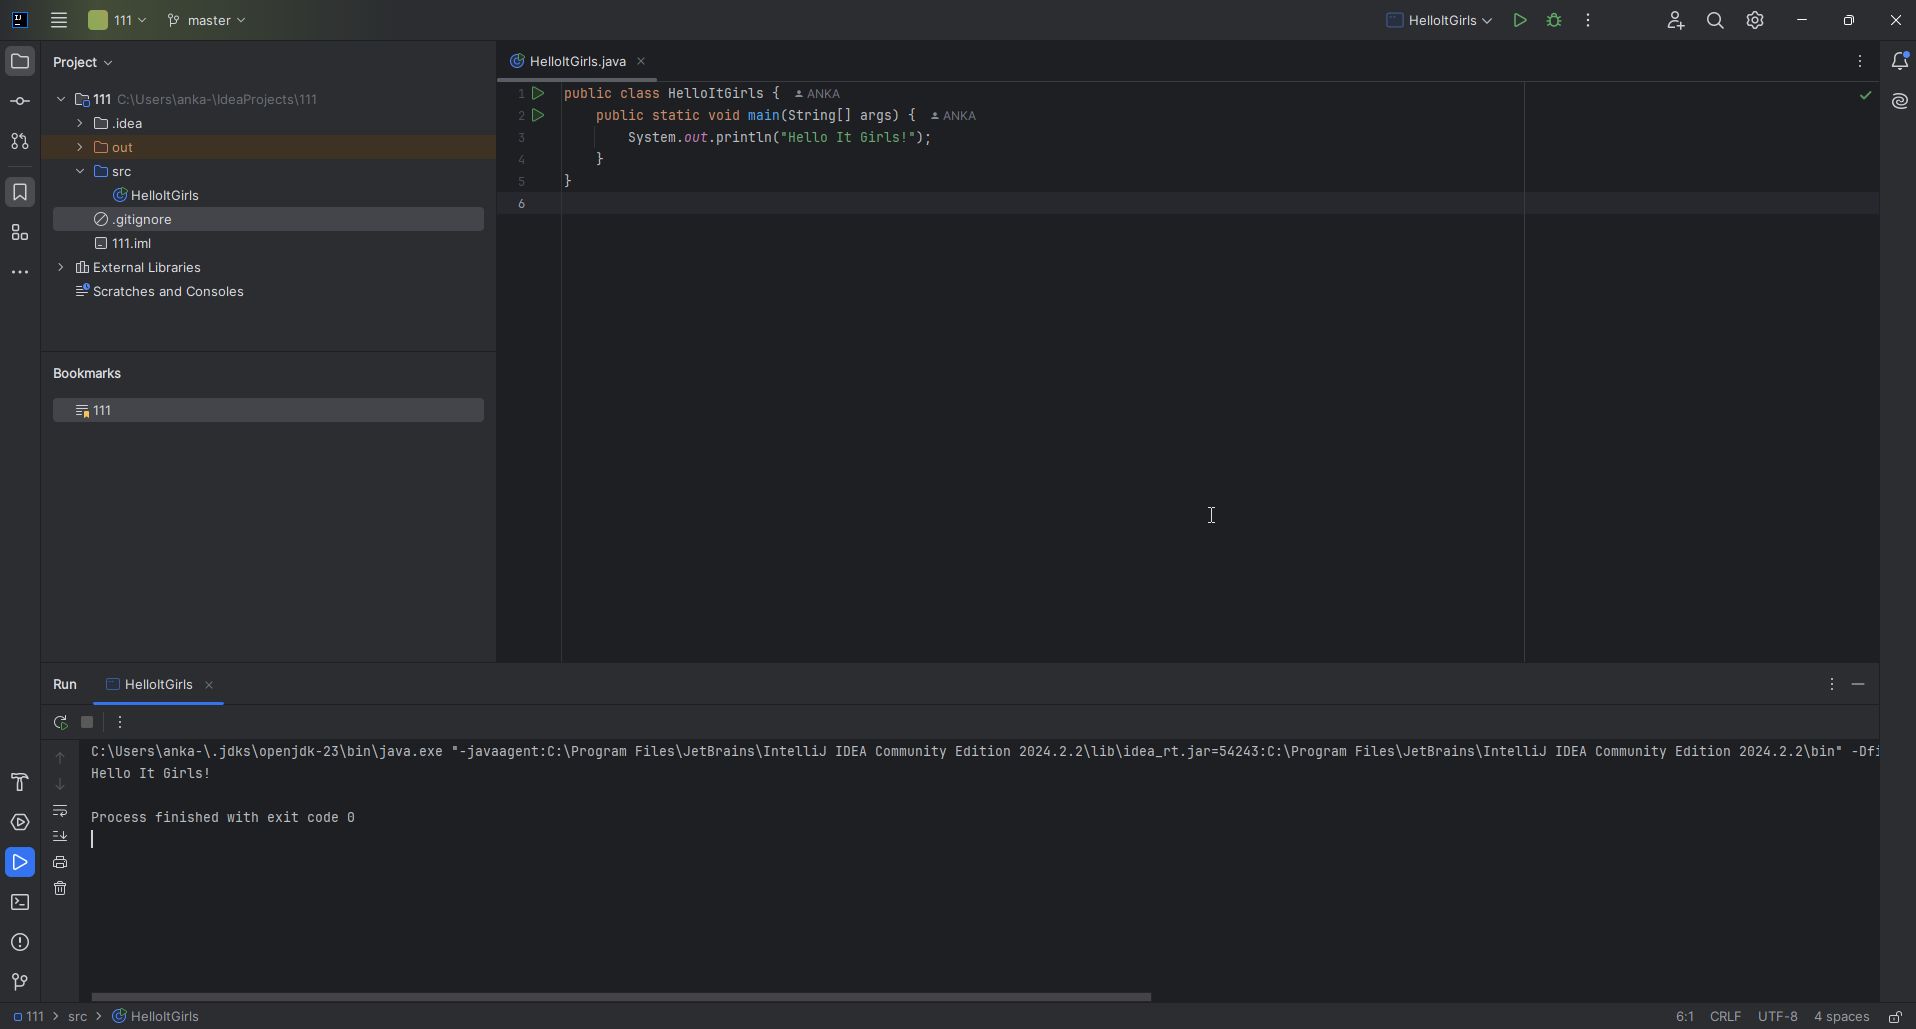 111
master
HelloItGirls
Project
HelloItGirls.java
111 C:\Users\anka-\IdeaProjects\111
.idea
out
src
HelloItGirls
.gitignore
111.iml
External Libraries
Scratches and Consoles
Bookmarks
111
1 public class HelloItGirls { ANKA
2 public static void main(String[] args) { ANKA
3 System.out.println("Hello It Girls!");
4 }
5 }
6
Run
HelloItGirls
C:\Users\anka-\.jdks\openjdk-23\bin\java.exe "-javaagent:C:\Program Files\JetBrains\IntelliJ IDEA Community Edition 2024.2.2\lib\idea_rt.jar=54243:C:\Program Files\JetBrains\IntelliJ IDEA Community Edition 2024.2.2\bin" -Dfi
Hello It Girls!
Process finished with exit code 0
111 > src > HelloItGirls
6:1 CRLF UTF-8 4 spaces